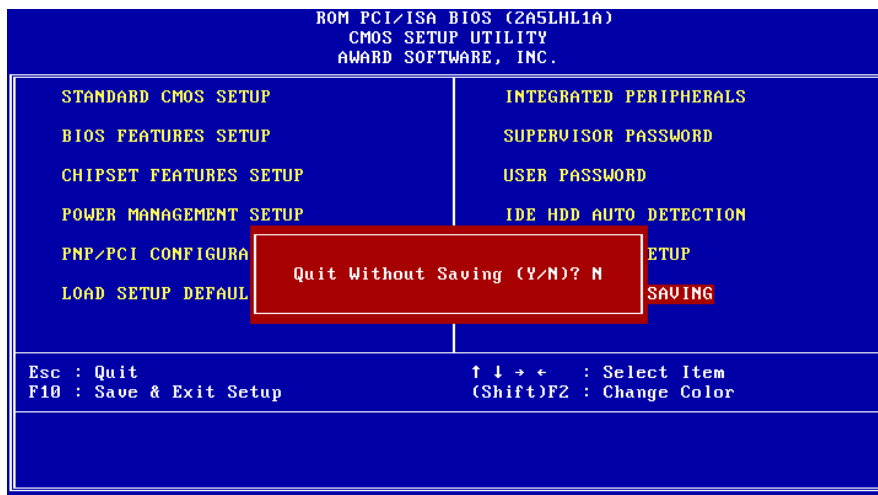 ROM PCI/ISA BIOS (2A5LHL1A)
CMOS SETUP UTILITY
AWARD SOFTWARE, INC.
STANDARD CMOS SETUP
BIOS FEATURES SETUP
CHIPSET FEATURES SETUP
POWER MANAGEMENT SETUP
PNP/PCI CONFIGURA
LOAD SETUP DEFAUL
INTEGRATED PERIPHERALS
SUPERVISOR PASSWORD
USER PASSWORD
IDE HDD AUTO DETECTION
ETUP
SAVING
Quit Without Saving (Y/N)? N
Esc : Quit
F10 : Save & Exit Setup
↑ ↓ → ← : Select Item
(Shift)F2 : Change Color